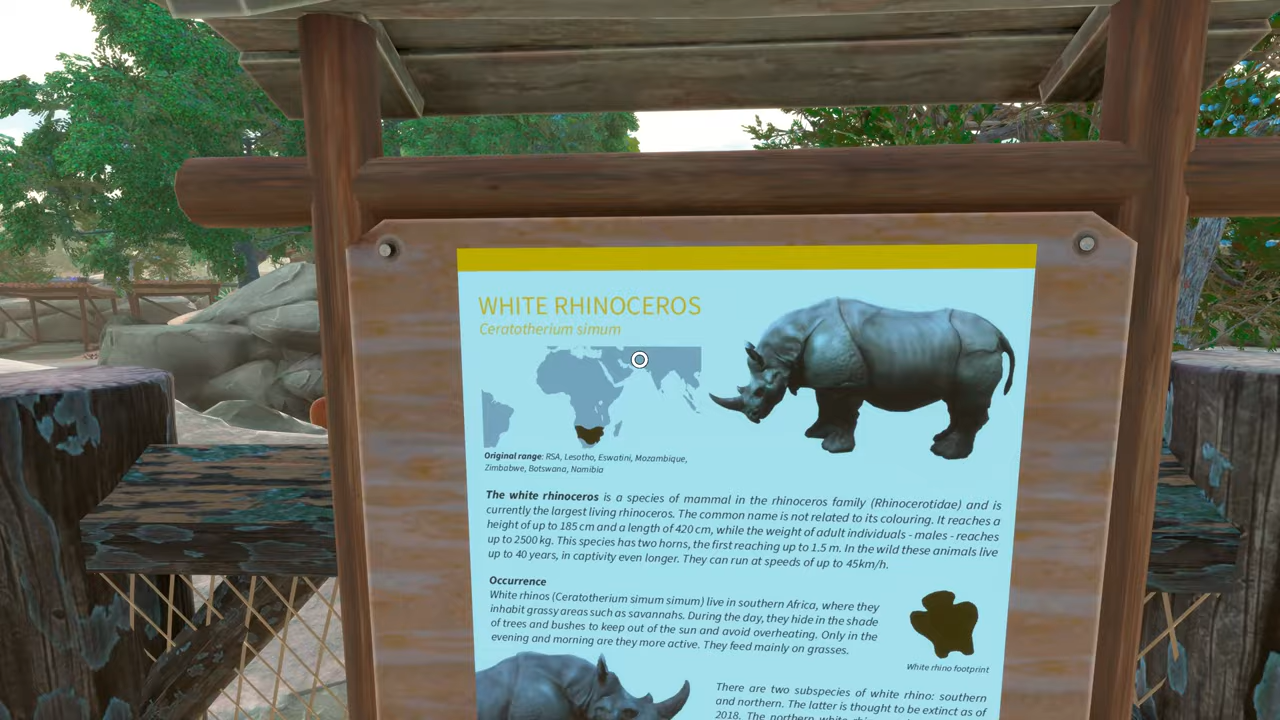 WHITE RHINOCEROS
Ceratotherium simum
Original range: RSA, Lesotho, Eswatini, Mozambique,
Zimbabwe, Botswana, Namibia
The white rhinoceros is a species of mammal in the rhinoceros family (Rhinocerotidae) and is
currently the largest living rhinoceros. The common name is not related to its colouring. It reaches a
height of up to 185 cm and a length of 420 cm, while the weight of adult individuals - males - reaches
up to 2500 kg. This species has two horns, the first reaching up to 1.5 m. In the wild these animals live
up to 40 years, in captivity even longer. They can run at speeds of up to 45km/h.
Occurrence
White rhinos (Ceratotherium simum simum) live in southern Africa, where they
inhabit grassy areas such as savannahs. During the day, they hide in the shade
of trees and bushes to keep out of the sun and avoid overheating. Only in the
evening and morning are they more active. They feed mainly on grasses.
White rhino footprint
There are two subspecies of white rhino: southern
and northern. The latter is thought to be extinct as of
2018. The northern white